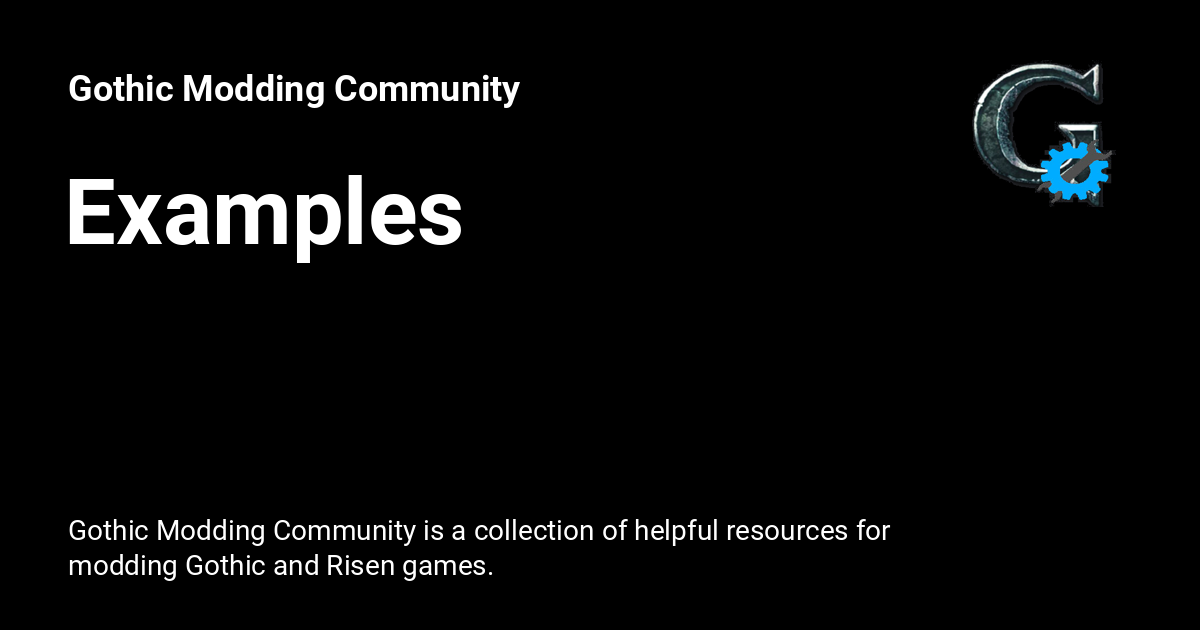 Gothic Modding Community
G
Examples
Gothic Modding Community is a collection of helpful resources for
modding Gothic and Risen games.